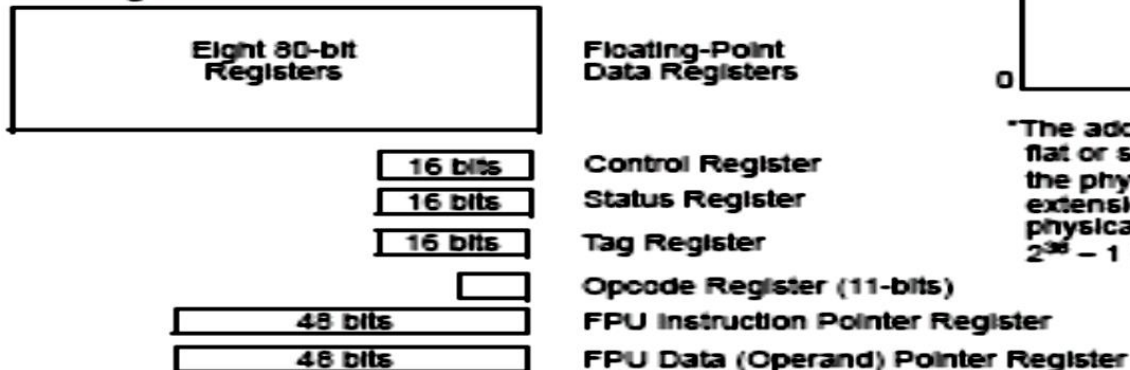 Eight 80-bit
Registers
Floating-Point
Data Registers
0
16 bits
Control Register
16 bits
Status Register
16 bits
Tag Register
Opcode Register (11-bits)
48 bits
FPU Instruction Pointer Register
48 bits
FPU Data (Operand) Pointer Register
*The add
flat or s
the phy
extensi
physica
2³⁶ – 1